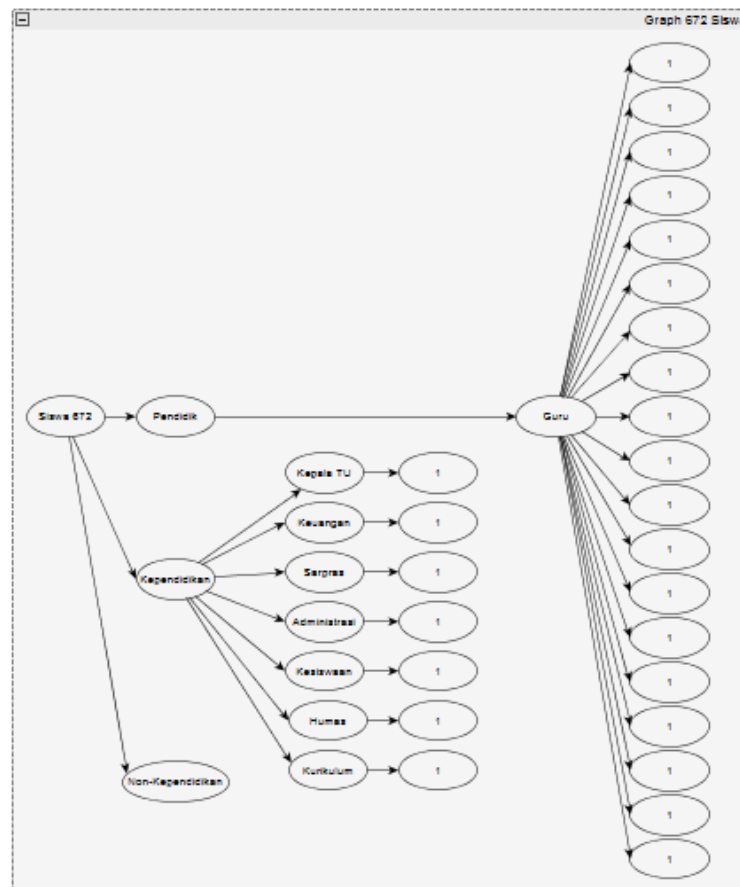 Graph 672 Siswa
1
1
1
1
1
1
1
1
Siswa 672 Pendidik Guru 1
Kepala TU 1 1
Keuangan 1 1
Sarpras 1 1
Kependidikan 1
Administrasi 1 1
Kesiswaan 1 1
Humas 1 1
Kurikulum 1 1
Non-Kependidikan
1
1